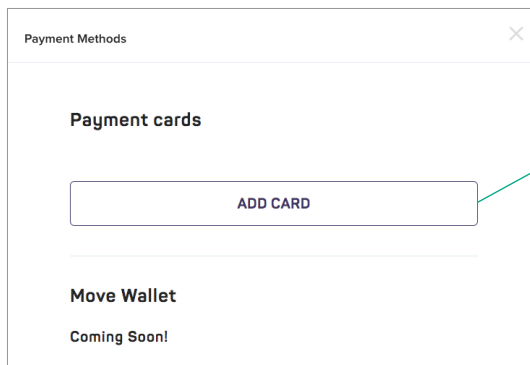 Payment Methods
Payment cards
ADD CARD
Move Wallet
Coming Soon!